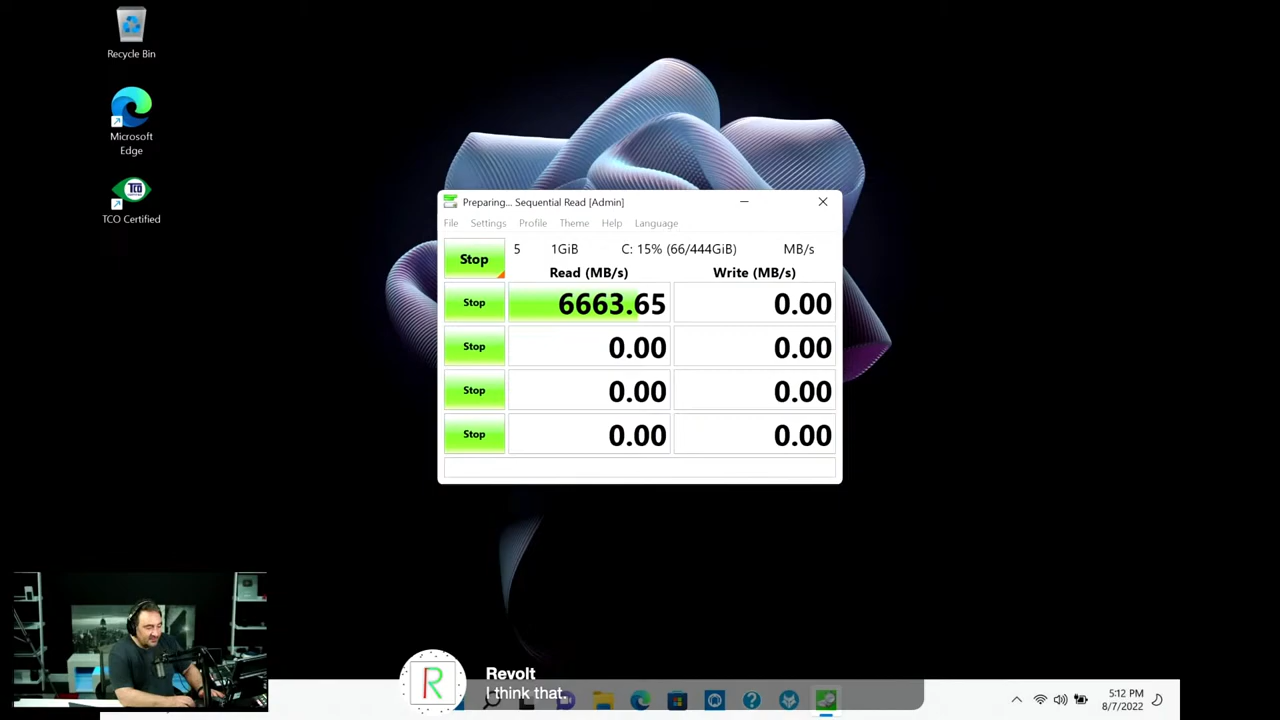 Recycle Bin
Microsoft
Edge
TCO
TCO Certified
Preparing... Sequential Read [Admin]
File Settings Profile Theme Help Language
Stop 5 1GiB C: 15% (66/444GiB) MB/s
Read (MB/s) Write (MB/s)
Stop 6663.65 0.00
Stop 0.00 0.00
Stop 0.00 0.00
Stop 0.00 0.00
R
Revolt
I think that.
5:12 PM
8/7/2022